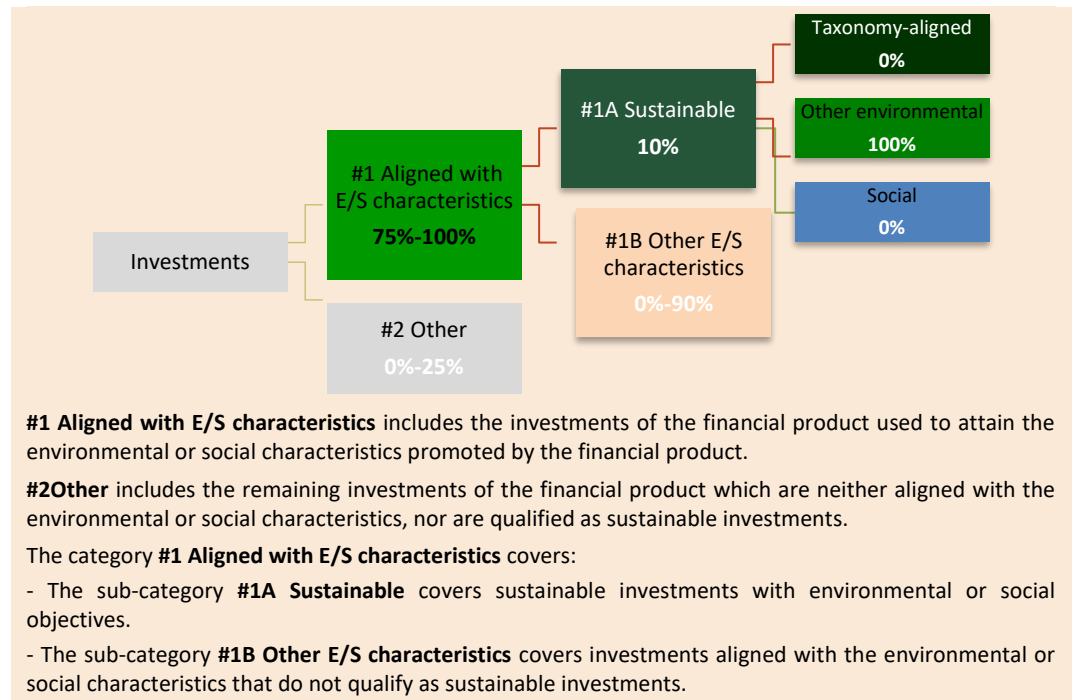 Taxonomy-aligned
0%
#1A Sustainable
10%
Other environmental
100%
#1 Aligned with
E/S characteristics
75%-100%
Social
0%
#1B Other E/S
characteristics
0%-90%
Investments
#2 Other
0%-25%
#1 Aligned with E/S characteristics includes the investments of the financial product used to attain the
environmental or social characteristics promoted by the financial product.
#2Other includes the remaining investments of the financial product which are neither aligned with the
environmental or social characteristics, nor are qualified as sustainable investments.
The category #1 Aligned with E/S characteristics covers:
- The sub-category #1A Sustainable covers sustainable investments with environmental or social
objectives.
- The sub-category #1B Other E/S characteristics covers investments aligned with the environmental or
social characteristics that do not qualify as sustainable investments.